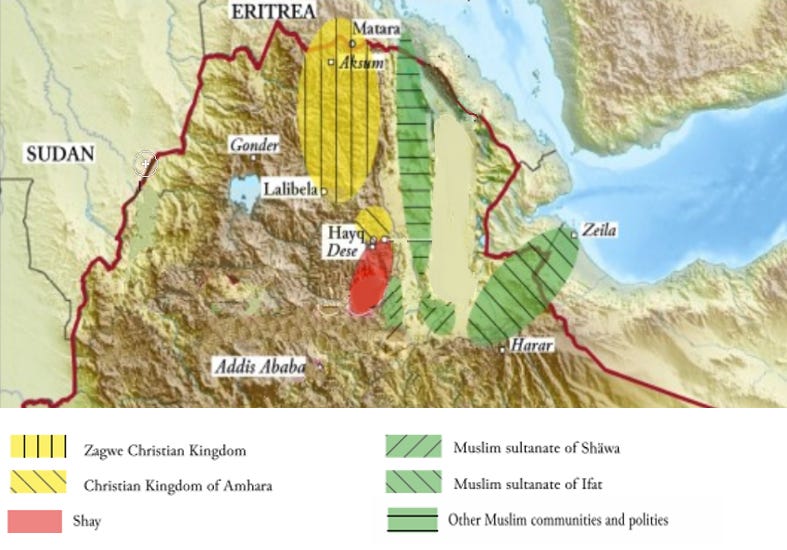 ERITREA
Matara
Aksum
Gonder
SUDAN
Lalibela
Hayq
Dese
Zeila
Harar
Addis Ababa
Zagwe Christian Kingdom
Christian Kingdom of Amhara
Shay
Muslim sultanate of Shäwa
Muslim sultanate of Ifat
Other Muslim communities and polities